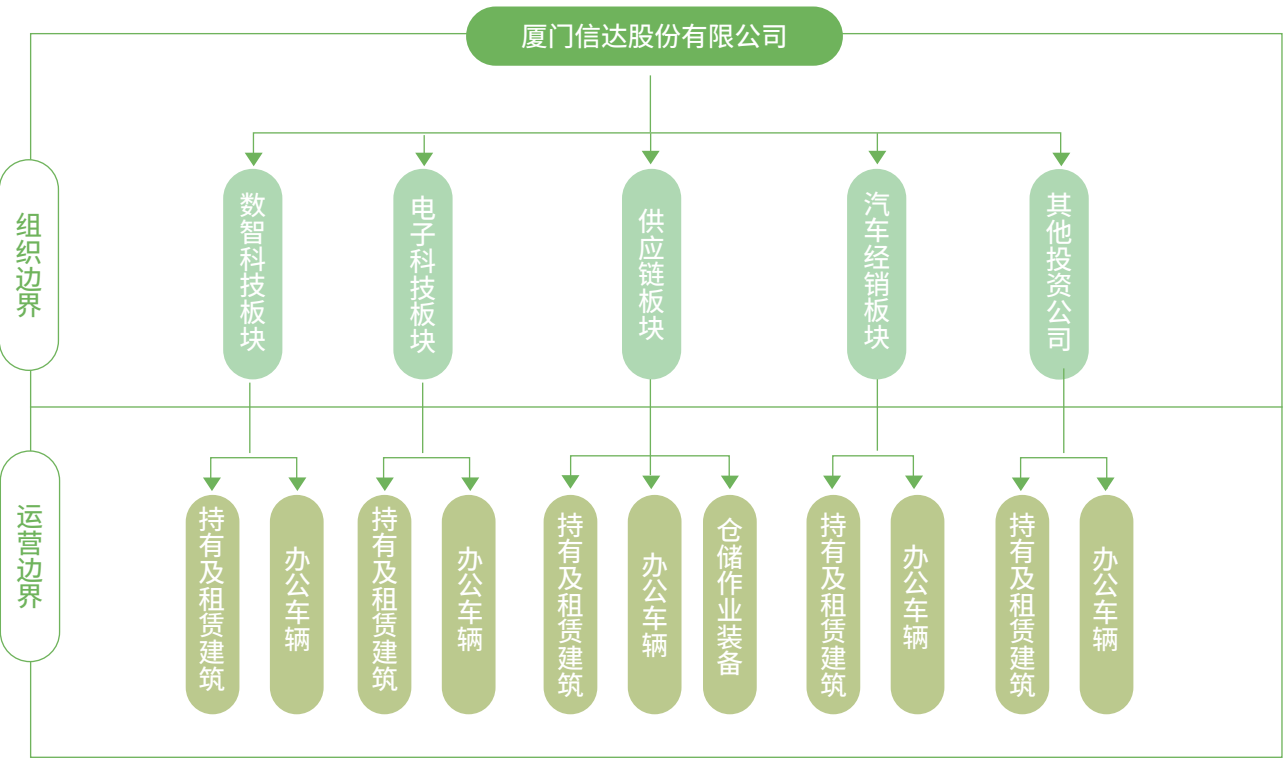 厦门信达股份有限公司
组织边界
数智科技板块
电子科技板块
供应链板块
汽车经销板块
其他投资公司
运营边界
持有及租赁建筑
办公车辆
持有及租赁建筑
办公车辆
持有及租赁建筑
办公车辆
仓储作业装备
持有及租赁建筑
办公车辆
持有及租赁建筑
办公车辆